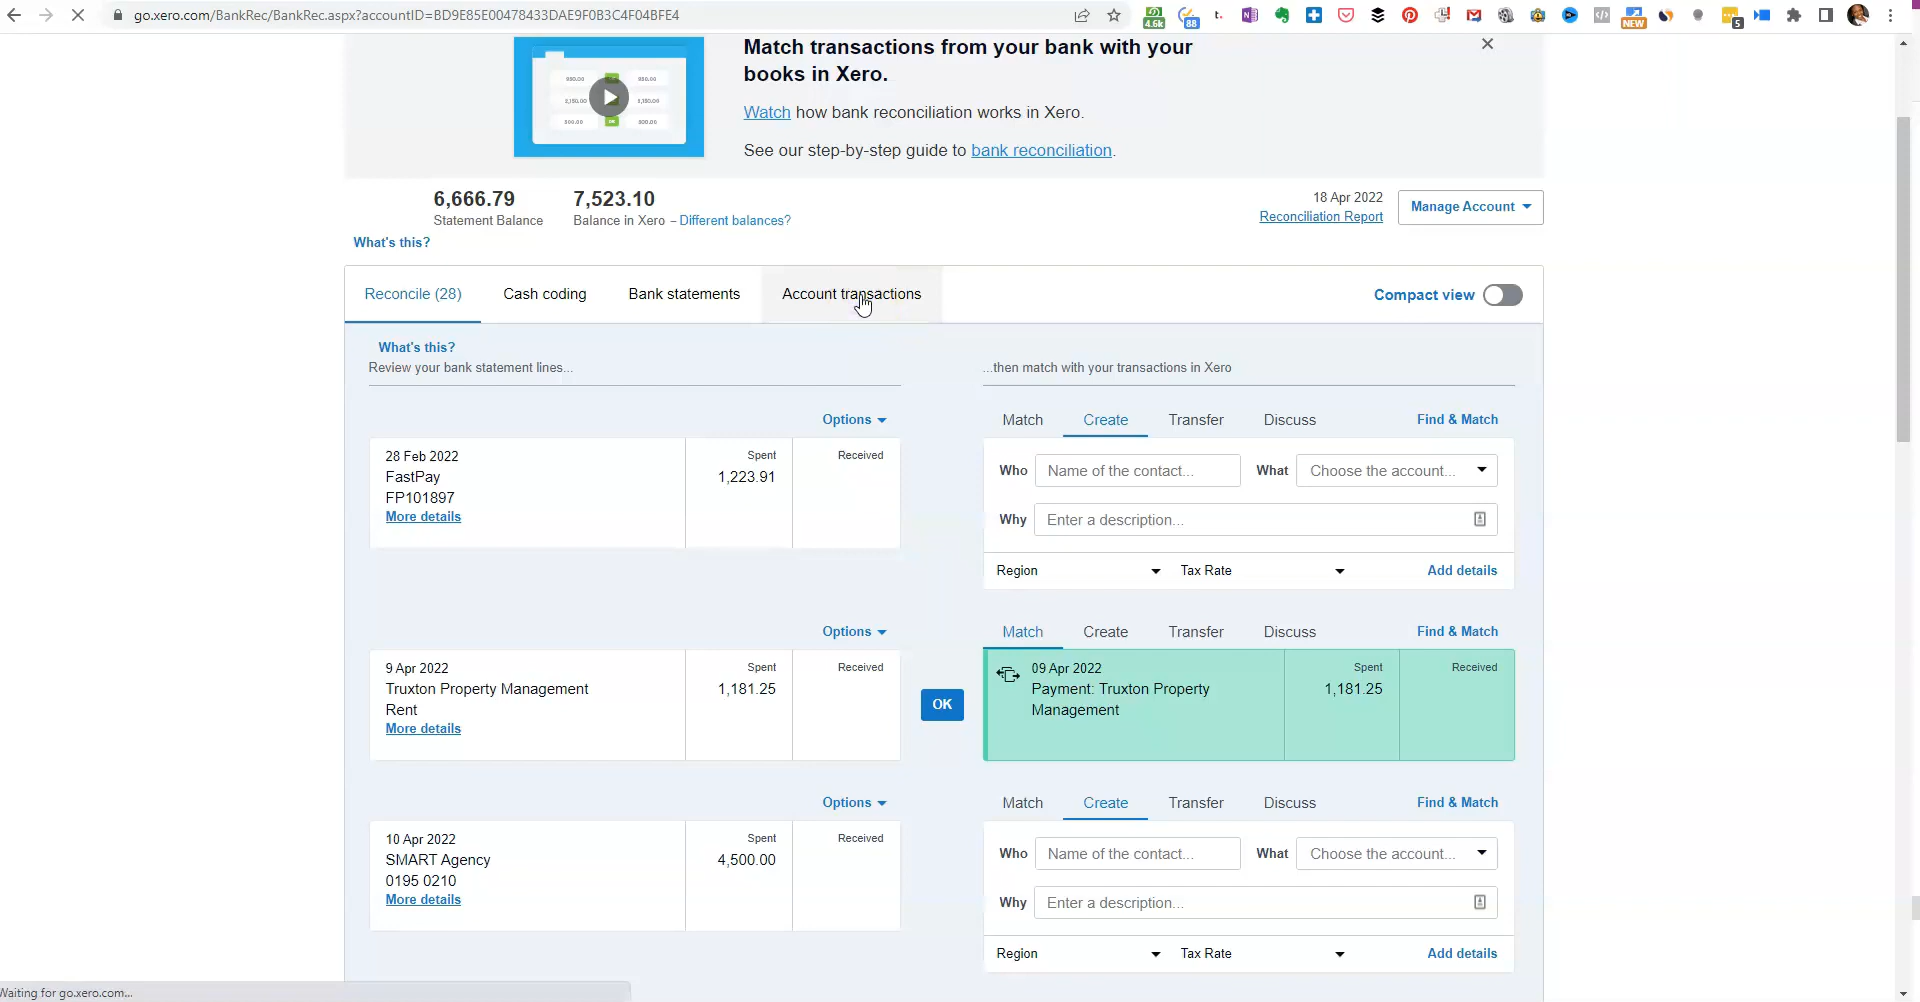 go.xero.com/BankRec/BankRec.aspx?accountID=BD9E85E00478433DAE9F0B3C4F04BFE4
4.6k
88
t.
NEW
5
Match transactions from your bank with your
books in Xero.
Watch how bank reconciliation works in Xero.
See our step-by-step guide to bank reconciliation.
6,666.79
Statement Balance
7,523.10
Balance in Xero – Different balances?
What's this?
18 Apr 2022
Reconciliation Report
Manage Account
Reconcile (28)
Cash coding
Bank statements
Account transactions
Compact view
What's this?
Review your bank statement lines...
...then match with your transactions in Xero
Options
Match
Create
Transfer
Discuss
Find & Match
28 Feb 2022
FastPay
FP101897
More details
Spent
1,223.91
Received
Who
Name of the contact...
What
Choose the account...
Why
Enter a description...
Region
Tax Rate
Add details
Options
Match
Create
Transfer
Discuss
Find & Match
9 Apr 2022
Truxton Property Management
Rent
More details
Spent
1,181.25
Received
OK
09 Apr 2022
Payment: Truxton Property
Management
Spent
1,181.25
Received
Options
Match
Create
Transfer
Discuss
Find & Match
10 Apr 2022
SMART Agency
0195 0210
More details
Spent
4,500.00
Received
Who
Name of the contact...
What
Choose the account...
Why
Enter a description...
Region
Tax Rate
Add details
Waiting for go.xero.com...